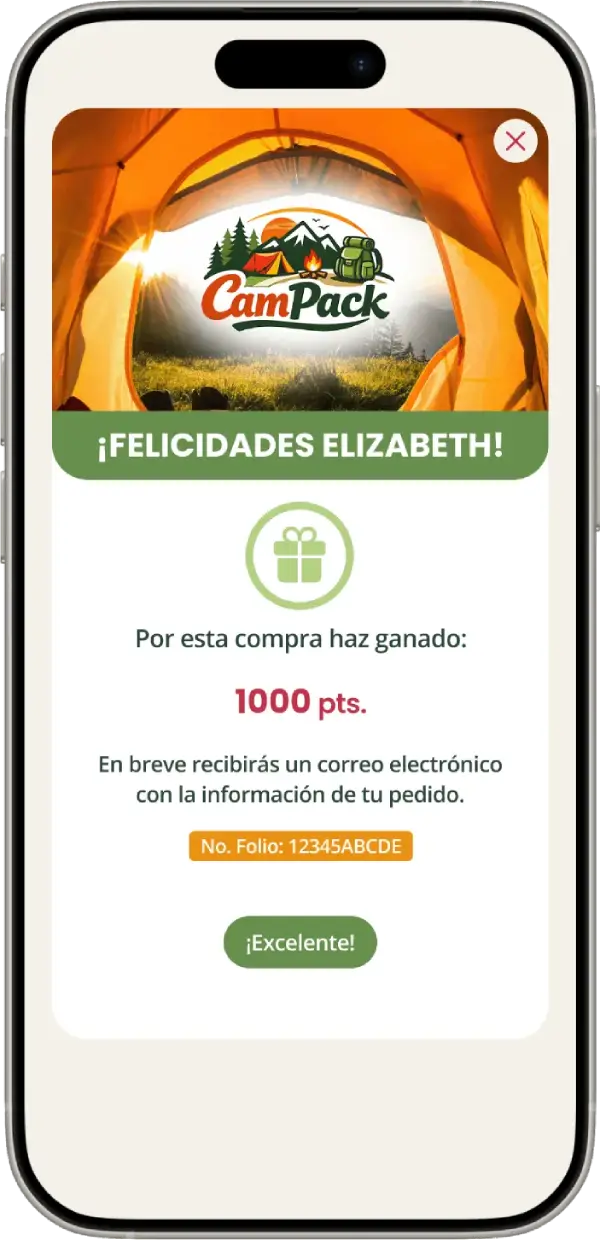 CamPack
¡FELICIDADES ELIZABETH!
Por esta compra haz ganado:
1000 pts.
En breve recibirás un correo electrónico
con la información de tu pedido.
No. Folio: 12345ABCDE
¡Excelente!